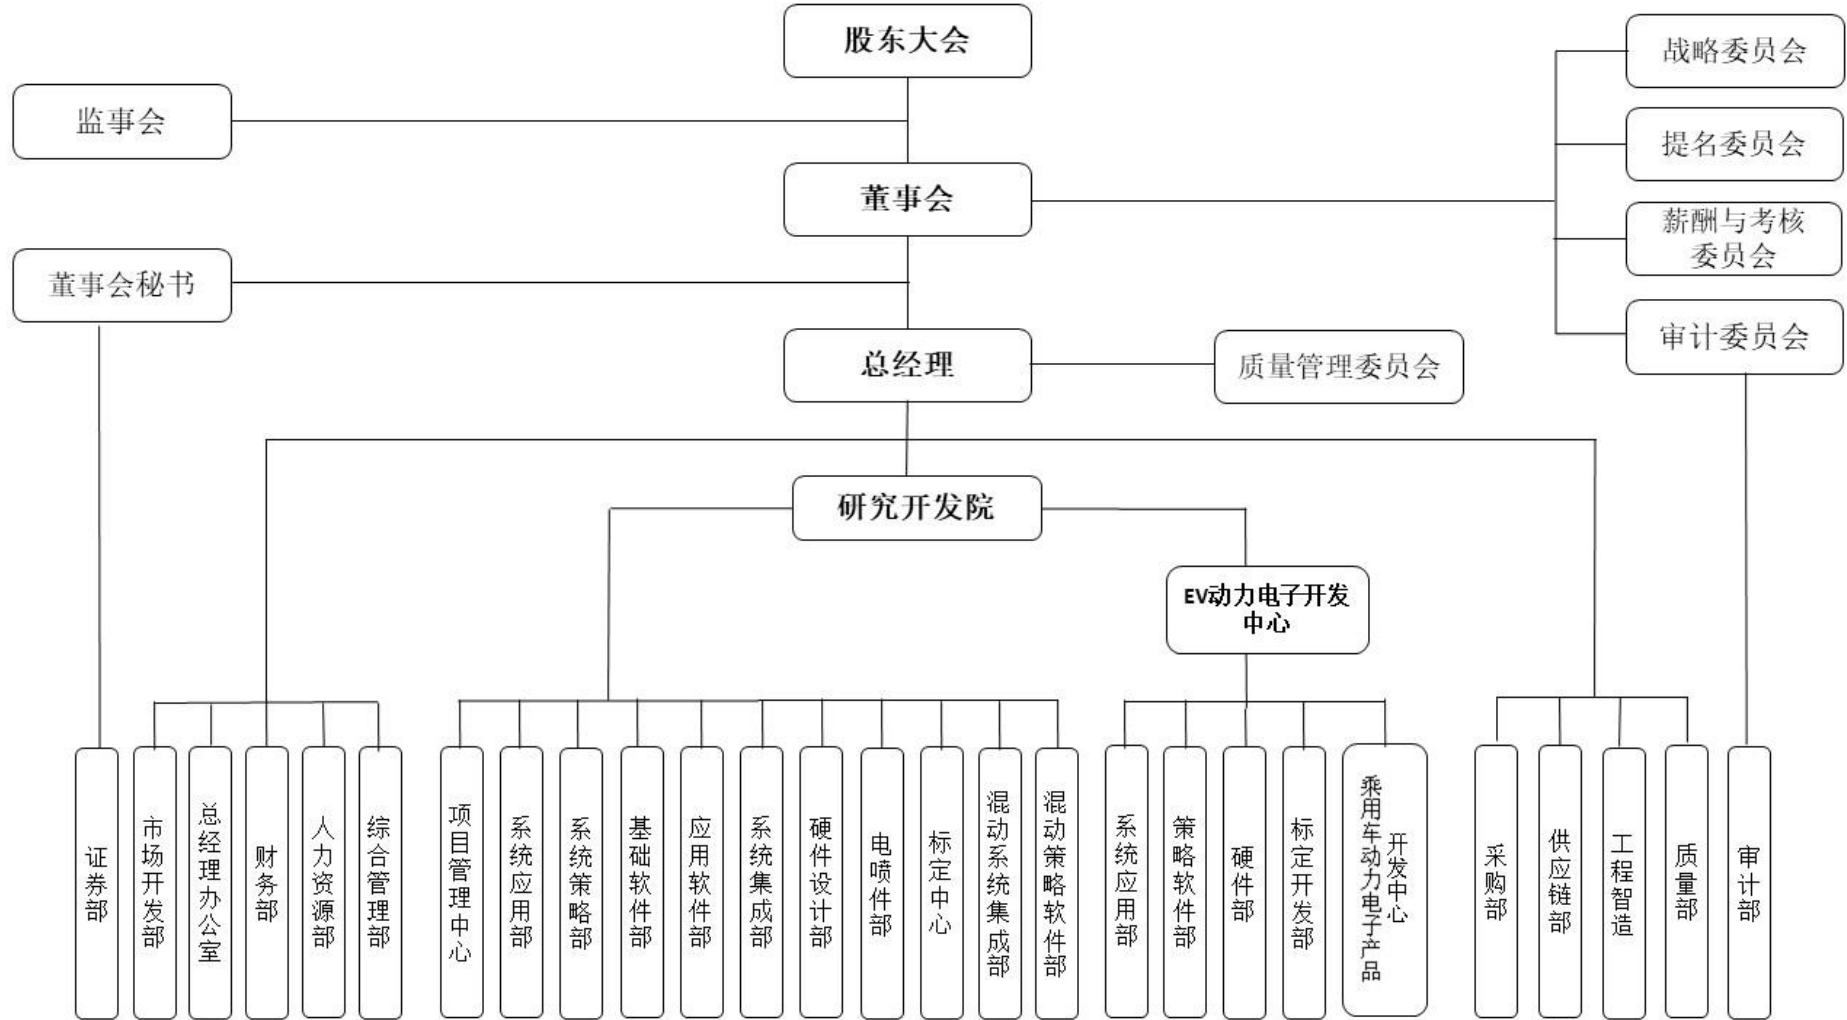 股东大会
战略委员会
监事会
提名委员会
董事会
薪酬与考核
委员会
董事会秘书
审计委员会
总经理
质量管理委员会
研究开发院
EV动力电子开发
中心
证券部
市场开发部
总经理办公室
财务部
人力资源部
综合管理部
项目管理中心
系统应用部
系统策略部
基础软件部
应用软件部
系统集成部
硬件设计部
电喷件部
标定中心
混动系统集成部
混动策略软件部
系统应用部
策略软件部
硬件部
标定开发部
乘用车动力电子产品
开发中心
采购部
供应链部
工程智造
质量部
审计部